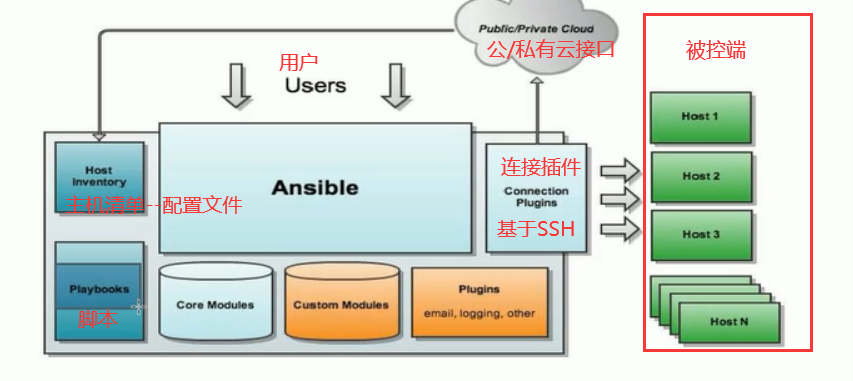 Public/Private Cloud
公/私有云接口
用户
Users
被控端
Host 1
Host 2
Host 3
Host N
Host
Inventory
主机清单--配置文件
Ansible
连接插件
Connection
Plugins
基于SSH
Playbooks
脚本
Core Modules
Custom Modules
Plugins
email, logging, other